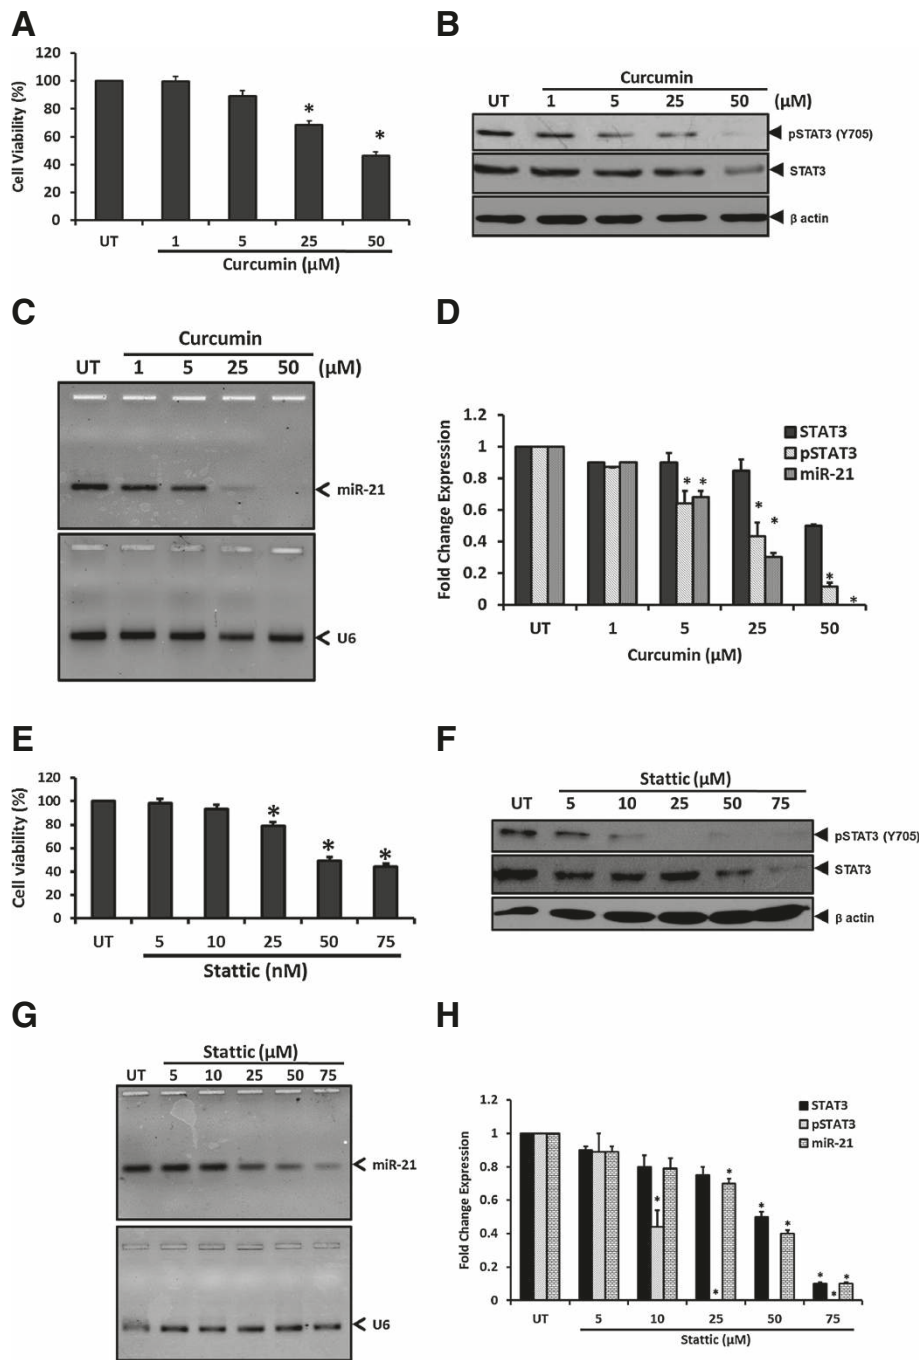 A
120
100
80
60
40
20
0
Cell Viability (%)
*
*
UT 1 5 25 50
Curcumin (μM)
B
Curcumin
UT 1 5 25 50 (μM)
pSTAT3 (Y705)
STAT3
β actin
C
Curcumin
UT 1 5 25 50 (μM)
miR-21
U6
D
1.2
1
0.8
0.6
0.4
0.2
0
Fold Change Expression
STAT3
pSTAT3
miR-21
* *
* *
* *
UT 1 5 25 50
Curcumin (μM)
E
120
100
80
60
40
20
0
Cell viability (%)
*
*
*
UT 5 10 25 50 75
Stattic (nM)
F
Stattic (μM)
UT 5 10 25 50 75
pSTAT3 (Y705)
STAT3
β actin
G
Stattic (μM)
UT 5 10 25 50 75
miR-21
U6
H
1.2
1
0.8
0.6
0.4
0.2
0
Fold Change Expression
STAT3
pSTAT3
miR-21
*
* *
* *
* * *
UT 5 10 25 50 75
Stattic (μM)